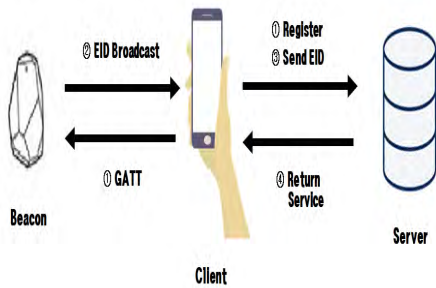 ② EID Broadcast
① Register
③ Send EID
① GATT
④ Return
Service
Beacon
Server
Client